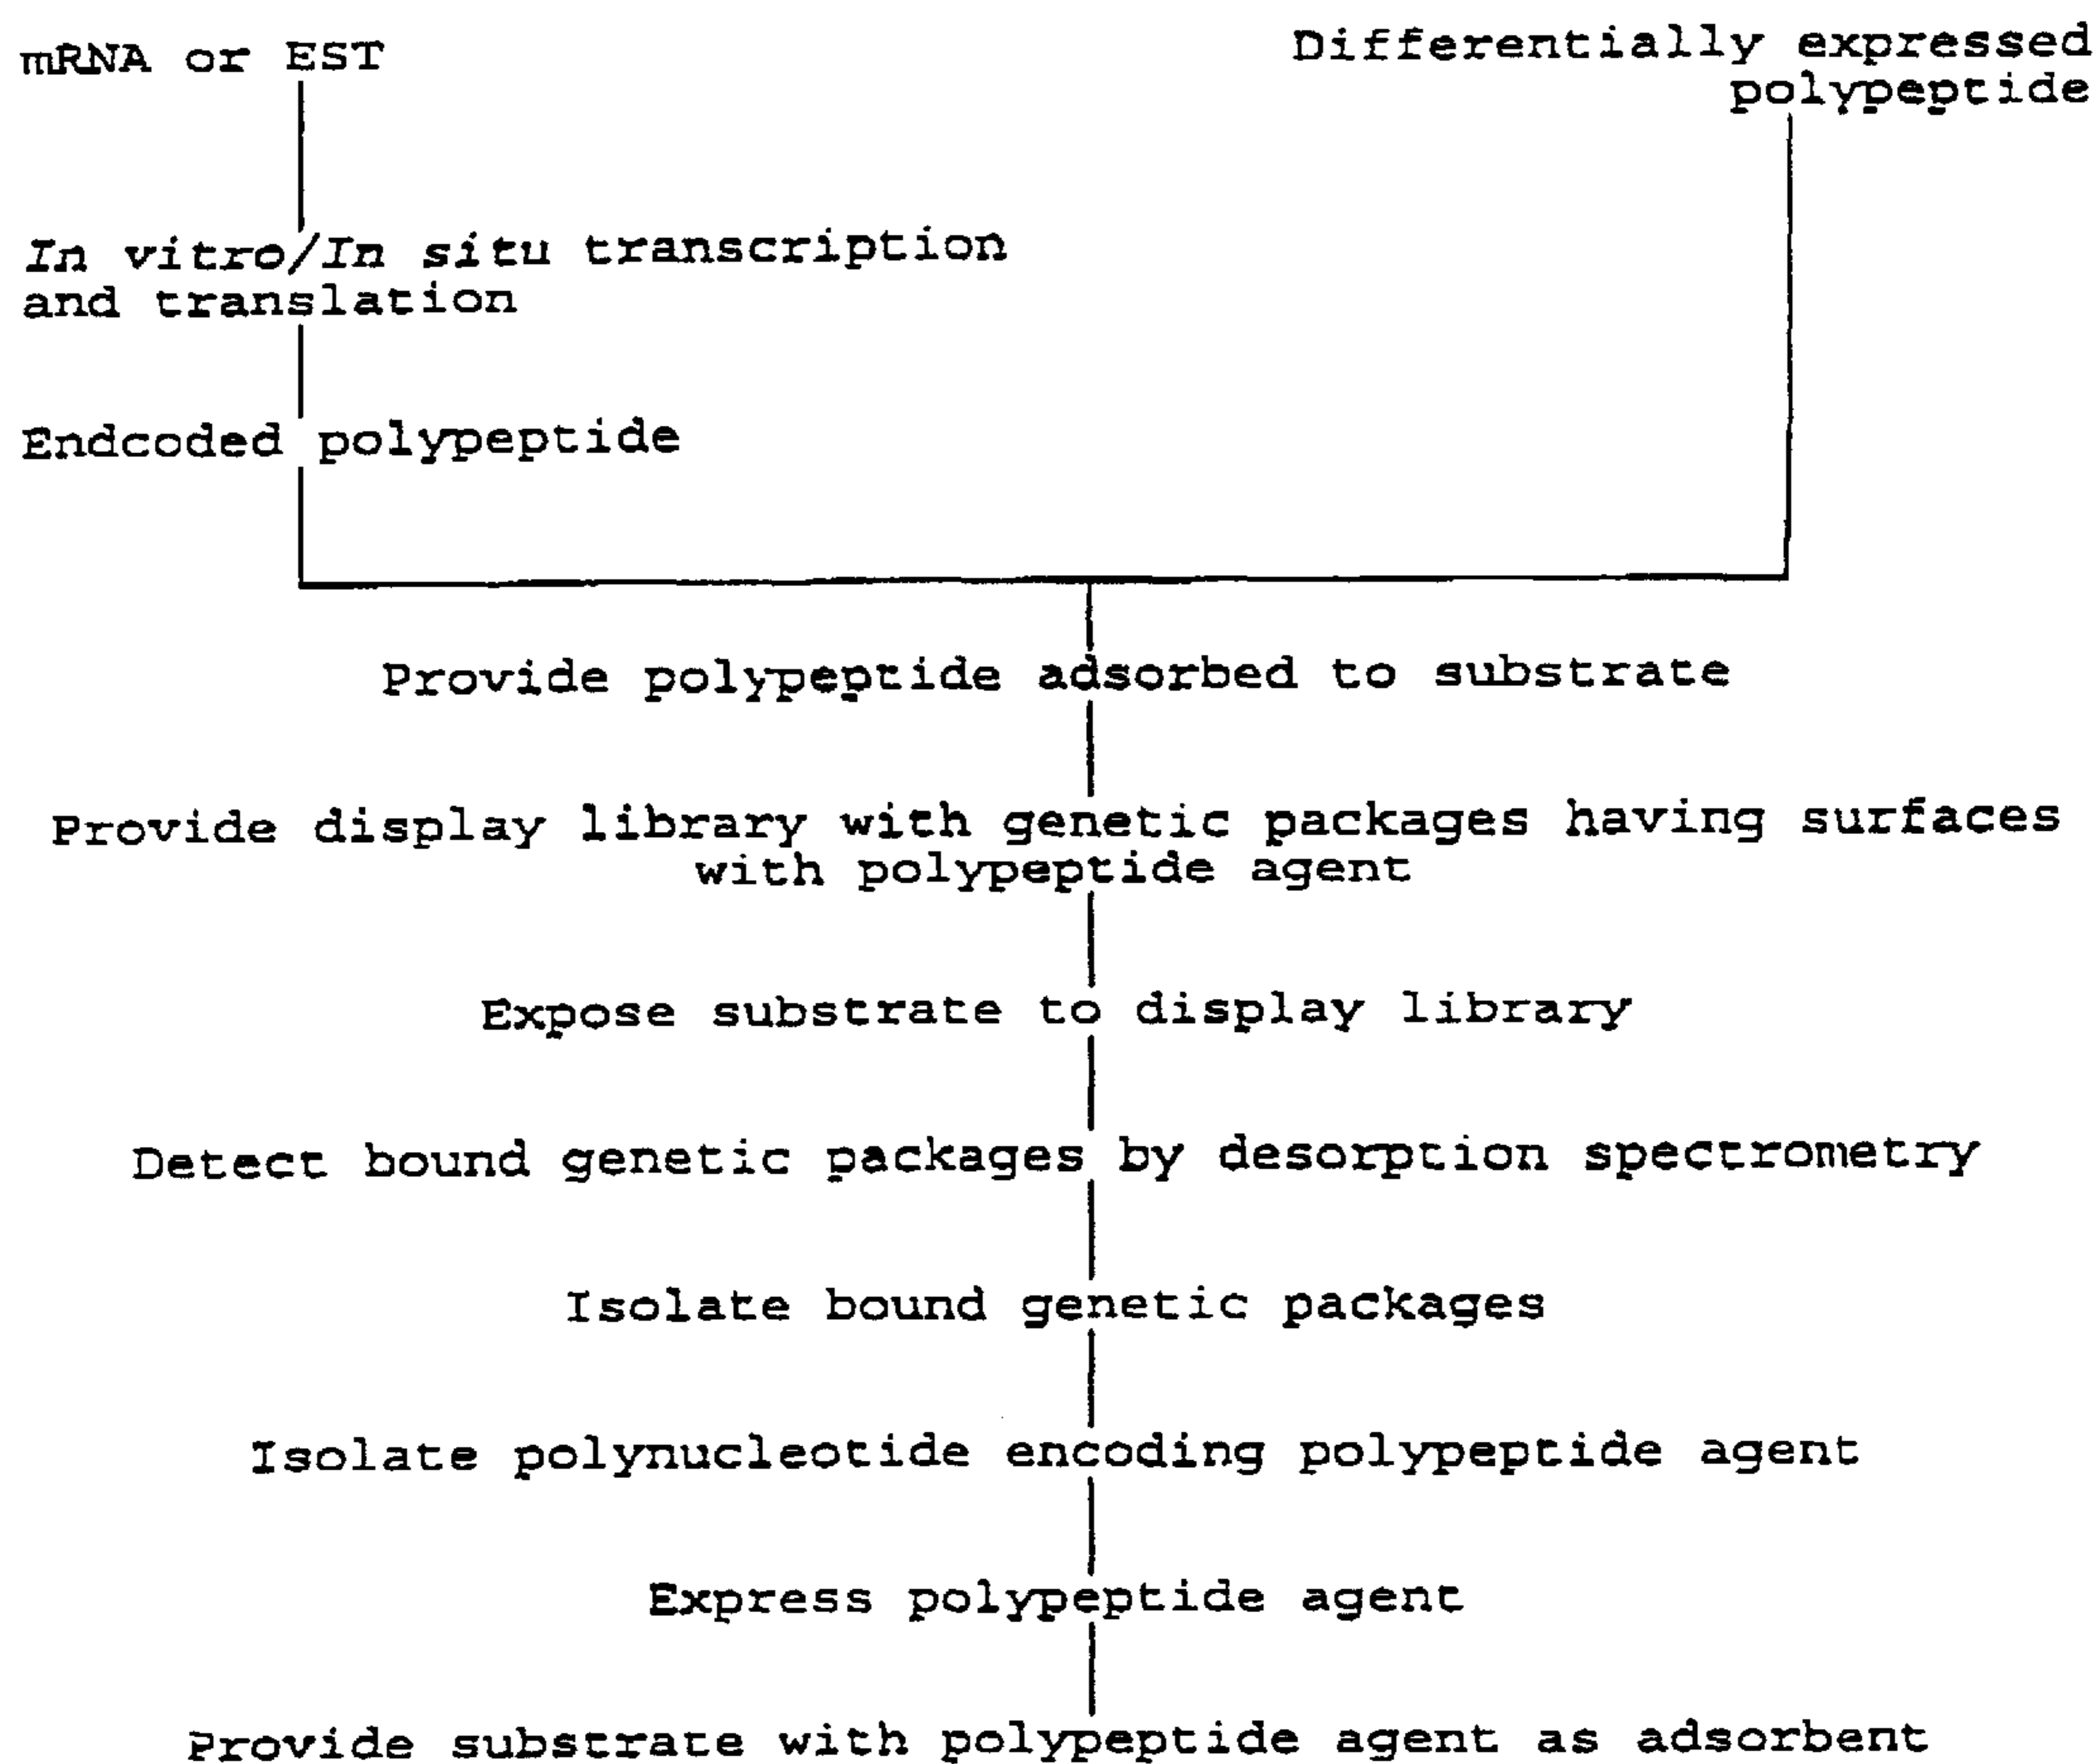 mRNA or EST
Differentially expressed
polypeptide
In vitro/In situ transcription
and translation
Endcoded polypeptide
Provide polypeptide adsorbed to substrate
Provide display library with genetic packages having surfaces
with polypeptide agent
Expose substrate to display library
Detect bound genetic packages by desorption spectrometry
Isolate bound genetic packages
Isolate polynucleotide encoding polypeptide agent
Express polypeptide agent
Provide substrate with polypeptide agent as adsorbent